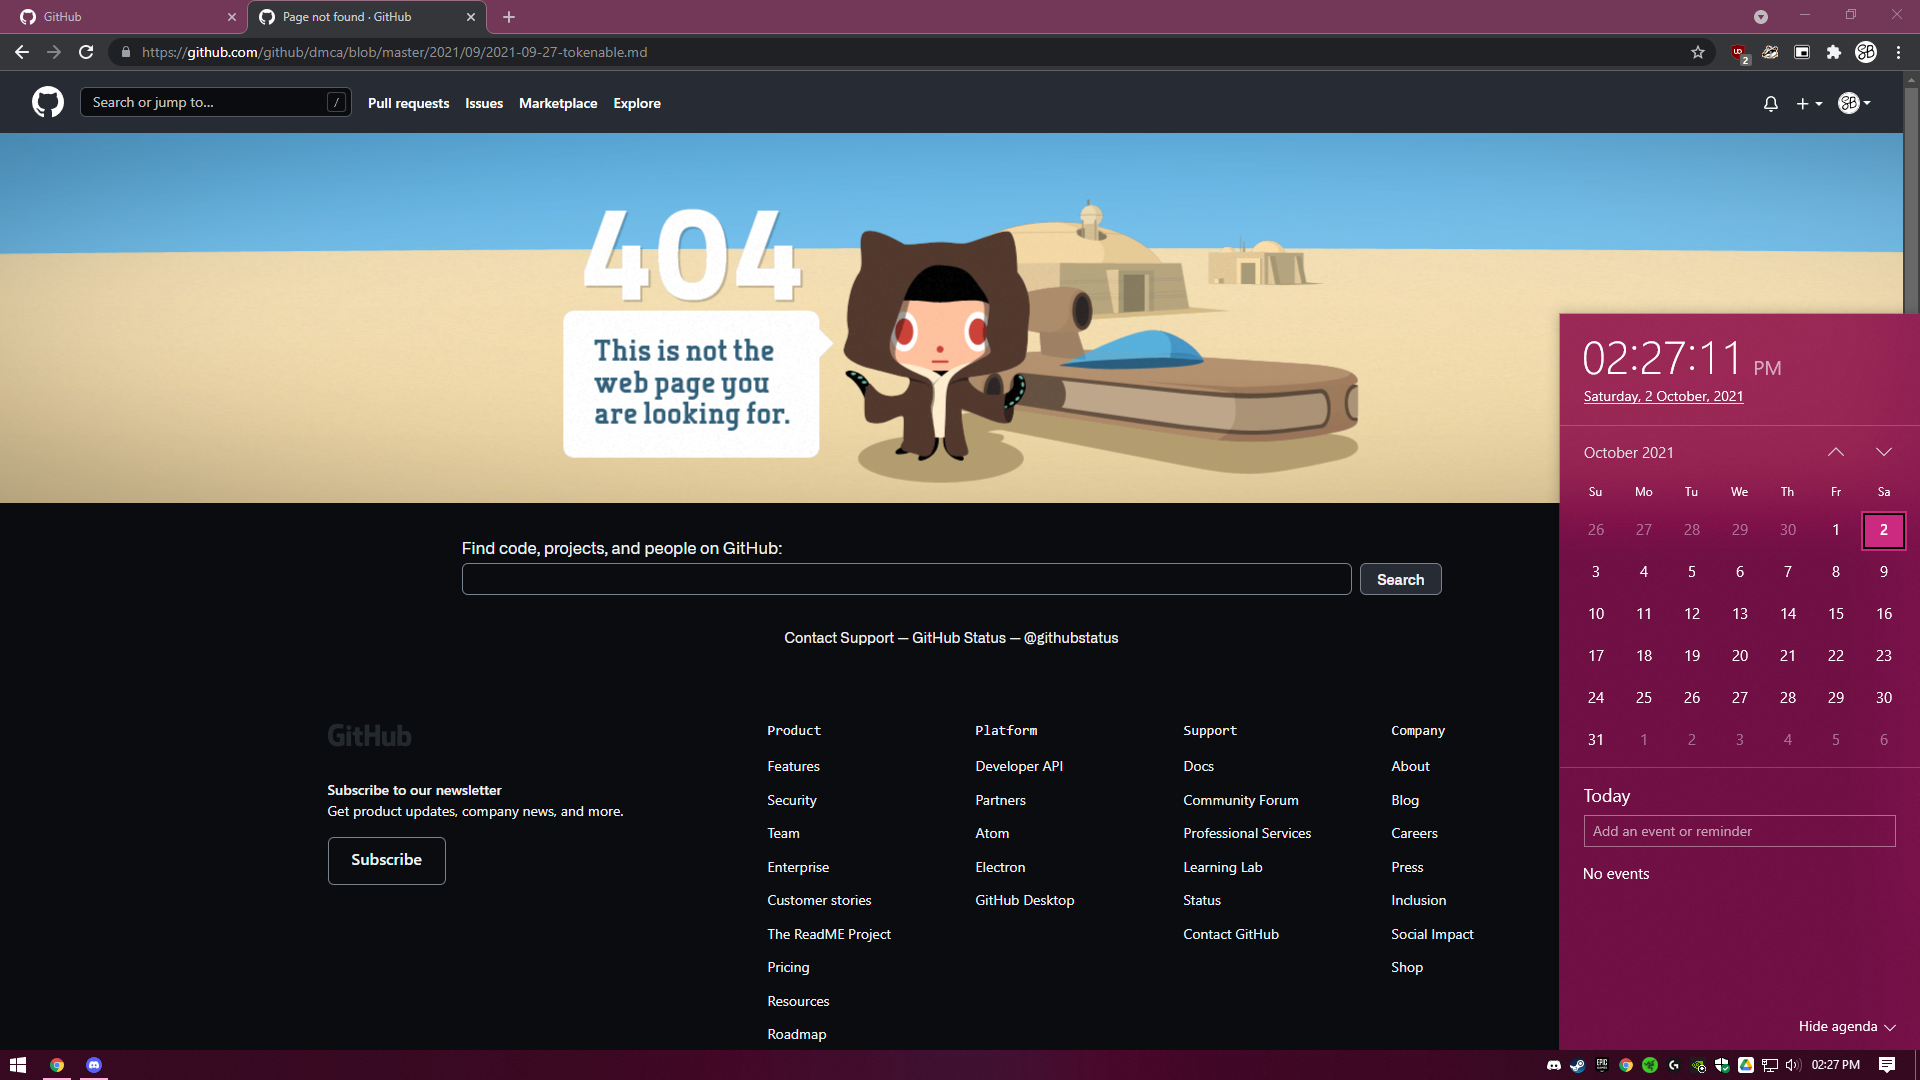 GitHub
Page not found · GitHub
https://github.com/github/dmca/blob/master/2021/09/2021-09-27-tokenable.md
2
Search or jump to... /
Pull requests Issues Marketplace Explore
404
This is not the
web page you
are looking for.
Find code, projects, and people on GitHub:
Search
Contact Support — GitHub Status — @githubstatus
GitHub
Subscribe to our newsletter
Get product updates, company news, and more.
Subscribe
Product
Features
Security
Team
Enterprise
Customer stories
The ReadME Project
Pricing
Resources
Roadmap
Platform
Developer API
Partners
Atom
Electron
GitHub Desktop
Support
Docs
Community Forum
Professional Services
Learning Lab
Status
Contact GitHub
Company
About
Blog
Careers
Press
Inclusion
Social Impact
Shop
02:27:11 PM
Saturday, 2 October, 2021
October 2021
Su Mo Tu We Th Fr Sa
26 27 28 29 30 1 2
3 4 5 6 7 8 9
10 11 12 13 14 15 16
17 18 19 20 21 22 23
24 25 26 27 28 29 30
31 1 2 3 4 5 6
Today
Add an event or reminder
No events
Hide agenda
02:27 PM